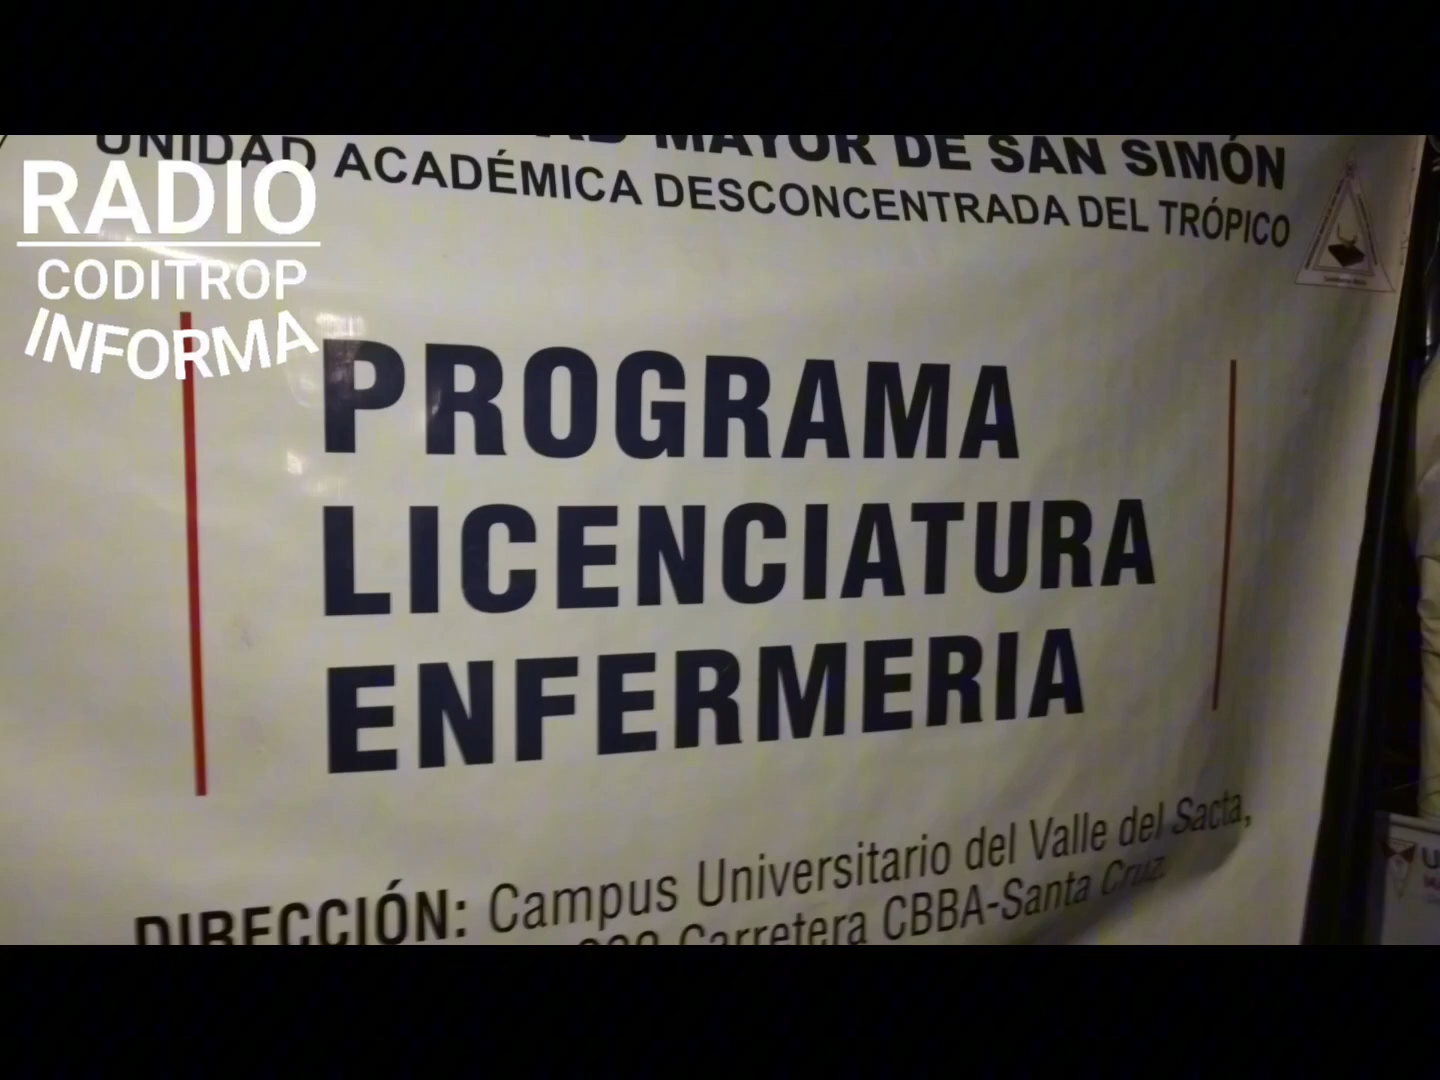 MAYOR DE SAN SIMÓN
UNIDAD ACADÉMICA DESCONCENTRADA DEL TRÓPICO
RADIO
CODITROP
INFORMA
PROGRAMA
LICENCIATURA
ENFERMERIA
DIRECCIÓN: Campus Universitario del Valle del Sacta,
Carretera CBBA-Santa Cruz